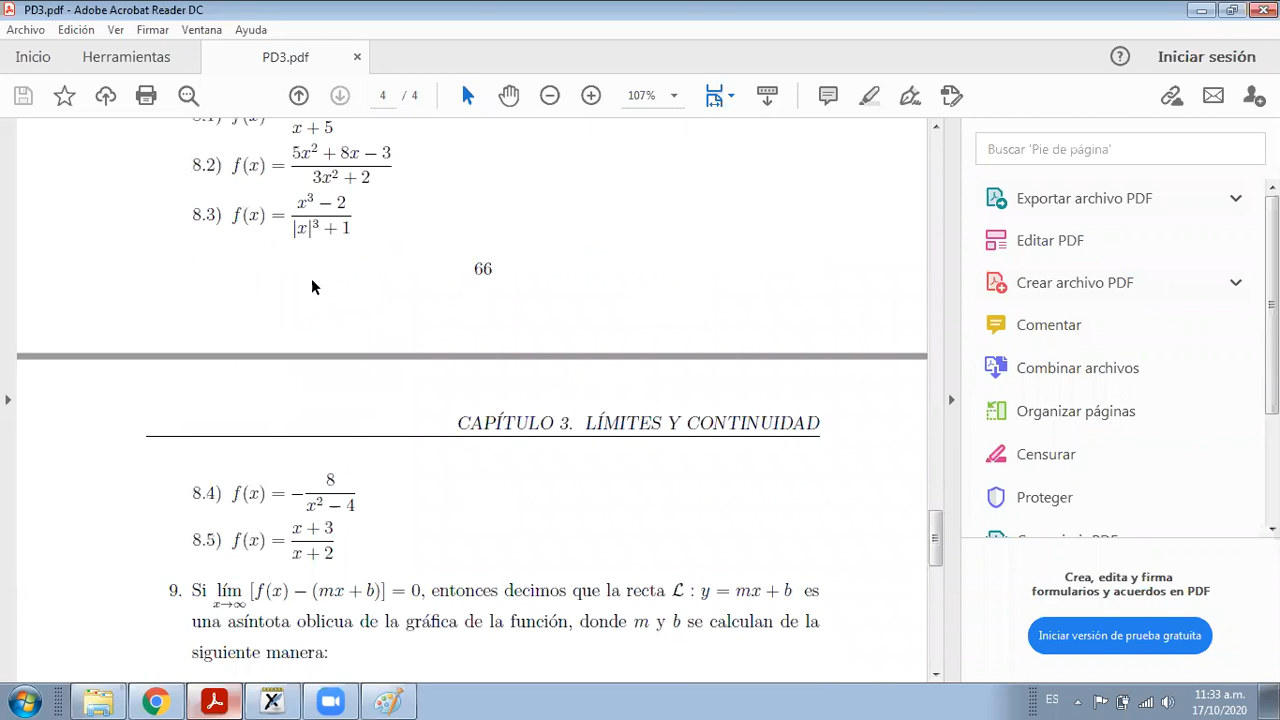 PD3.pdf - Adobe Acrobat Reader DC
Archivo Edición Ver Firmar Ventana Ayuda
Inicio Herramientas PD3.pdf × Iniciar sesión
4 / 4 107%
x + 5
8.2) f(x) = (5x² + 8x − 3)/(3x² + 2)
8.3) f(x) = (x³ − 2)/(|x|³ + 1)
66
CAPÍTULO 3. LÍMITES Y CONTINUIDAD
8.4) f(x) = −8/(x² − 4)
8.5) f(x) = (x + 3)/(x + 2)
9. Si lím x→∞ [f(x) − (mx + b)] = 0, entonces decimos que la recta ℒ : y = mx + b es
una asíntota oblicua de la gráfica de la función, donde m y b se calculan de la
siguiente manera:
Buscar 'Pie de página'
Exportar archivo PDF
Editar PDF
Crear archivo PDF
Comentar
Combinar archivos
Organizar páginas
Censurar
Proteger
Crea, edita y firma
formularios y acuerdos en PDF
Iniciar versión de prueba gratuita
ES
11:33 a.m.
17/10/2020